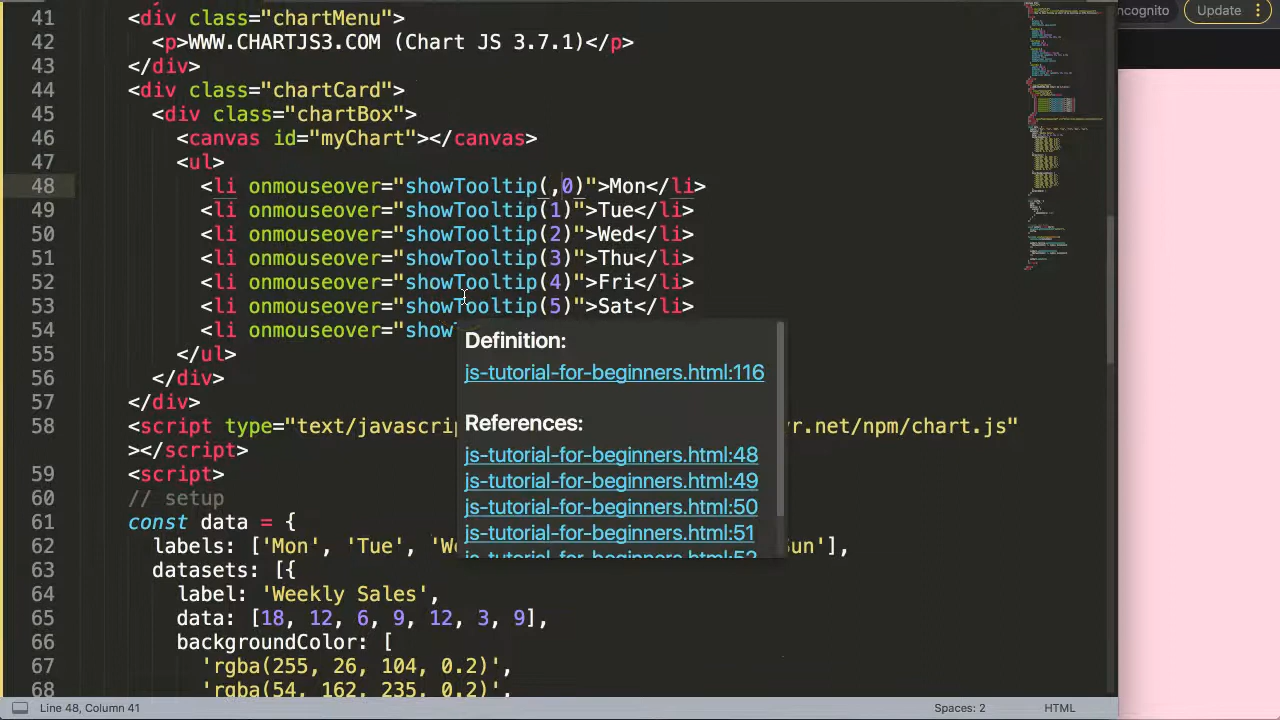 41 <div class="chartMenu">
ncognito
Update
42 <p>WWW.CHARTJS3.COM (Chart JS 3.7.1)</p>
43 </div>
44 <div class="chartCard">
45 <div class="chartBox">
46 <canvas id="myChart"></canvas>
47 <ul>
48 <li onmouseover="showTooltip(,0)">Mon</li>
49 <li onmouseover="showTooltip(1)">Tue</li>
50 <li onmouseover="showTooltip(2)">Wed</li>
51 <li onmouseover="showTooltip(3)">Thu</li>
52 <li onmouseover="showTooltip(4)">Fri</li>
53 <li onmouseover="showTooltip(5)">Sat</li>
54 <li onmouseover="show
Definition:
55 </ul>
js-tutorial-for-beginners.html:116
56 </div>
57 </div>
References:
58 <script type="text/javascrip
yr.net/npm/chart.js"
></script>
js-tutorial-for-beginners.html:48
59 <script>
js-tutorial-for-beginners.html:49
60 // setup
js-tutorial-for-beginners.html:50
61 const data = {
js-tutorial-for-beginners.html:51
62 labels: ['Mon', 'Tue', 'We
un'],
js-tutorial-for-beginners.html:52
63 datasets: [{
64 label: 'Weekly Sales',
65 data: [18, 12, 6, 9, 12, 3, 9],
66 backgroundColor: [
67 'rgba(255, 26, 104, 0.2)',
68 'rgba(54, 162, 235, 0.2)',
Line 48, Column 41
Spaces: 2
HTML